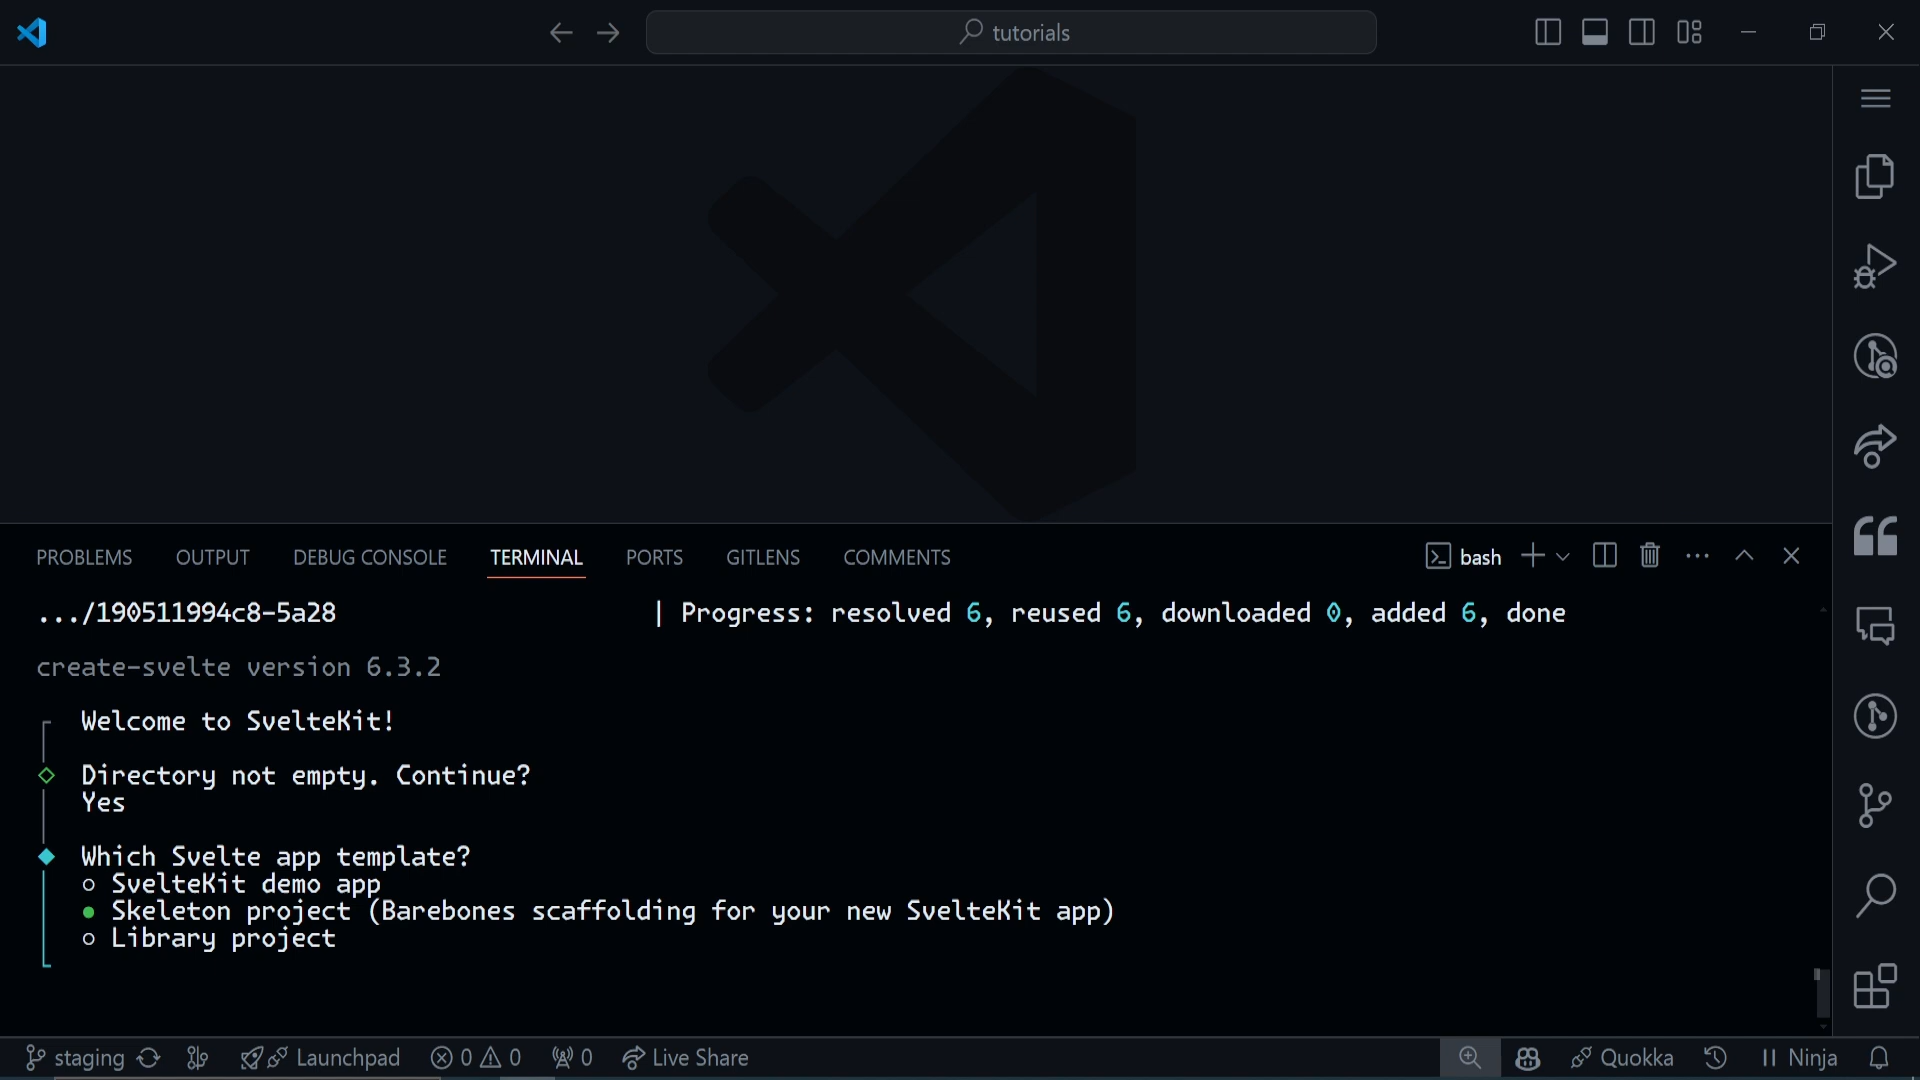 tutorials
PROBLEMS OUTPUT DEBUG CONSOLE TERMINAL PORTS GITLENS COMMENTS bash
.../190511994c8-5a28 | Progress: resolved 6, reused 6, downloaded 0, added 6, done
create-svelte version 6.3.2
Welcome to SvelteKit!
Directory not empty. Continue?
Yes
Which Svelte app template?
SvelteKit demo app
Skeleton project (Barebones scaffolding for your new SvelteKit app)
Library project
staging Launchpad 0 0 0 Live Share Quokka Ninja